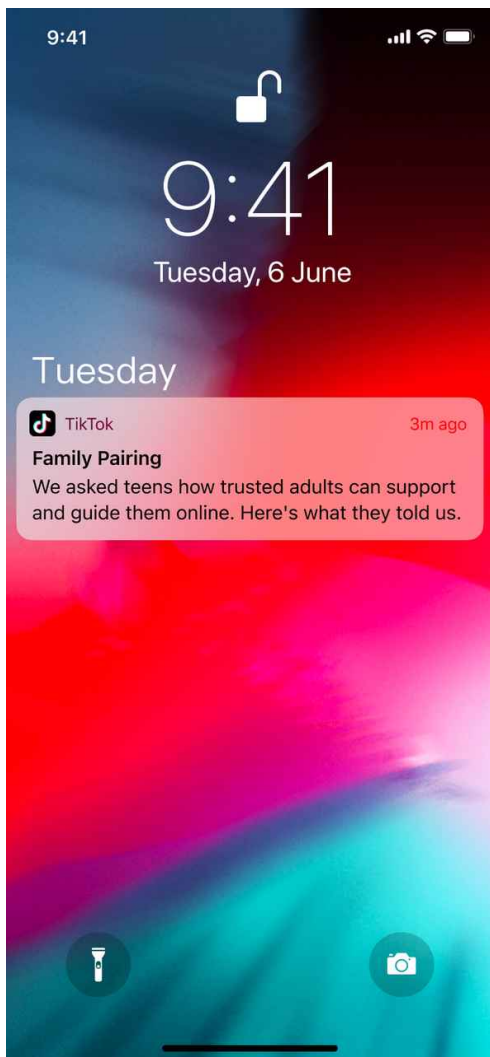 9:41
9:41
Tuesday, 6 June
Tuesday
TikTok 3m ago
Family Pairing
We asked teens how trusted adults can support
and guide them online. Here's what they told us.